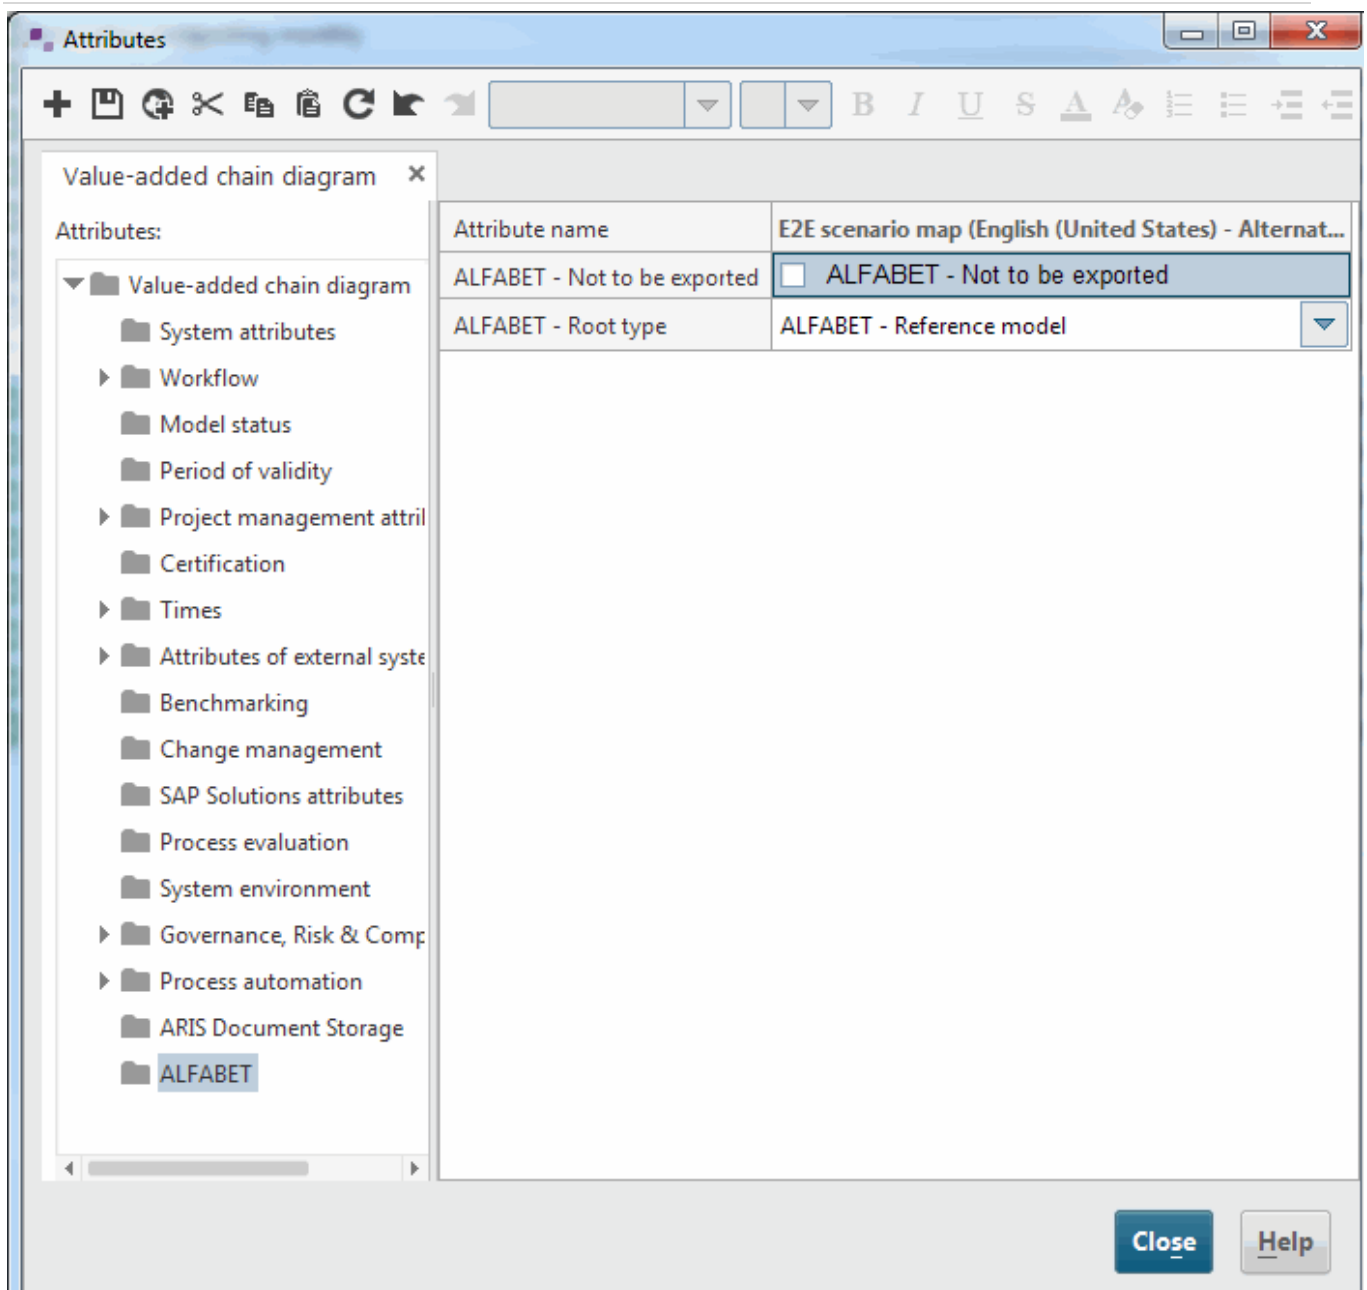 Attributes
B I U S A
Value-added chain diagram
Attributes:
Value-added chain diagram
System attributes
Workflow
Model status
Period of validity
Project management attril
Certification
Times
Attributes of external syste
Benchmarking
Change management
SAP Solutions attributes
Process evaluation
System environment
Governance, Risk & Comp
Process automation
ARIS Document Storage
ALFABET
Attribute name E2E scenario map (English (United States) - Alternat...
ALFABET - Not to be exported ALFABET - Not to be exported
ALFABET - Root type ALFABET - Reference model
Close Help